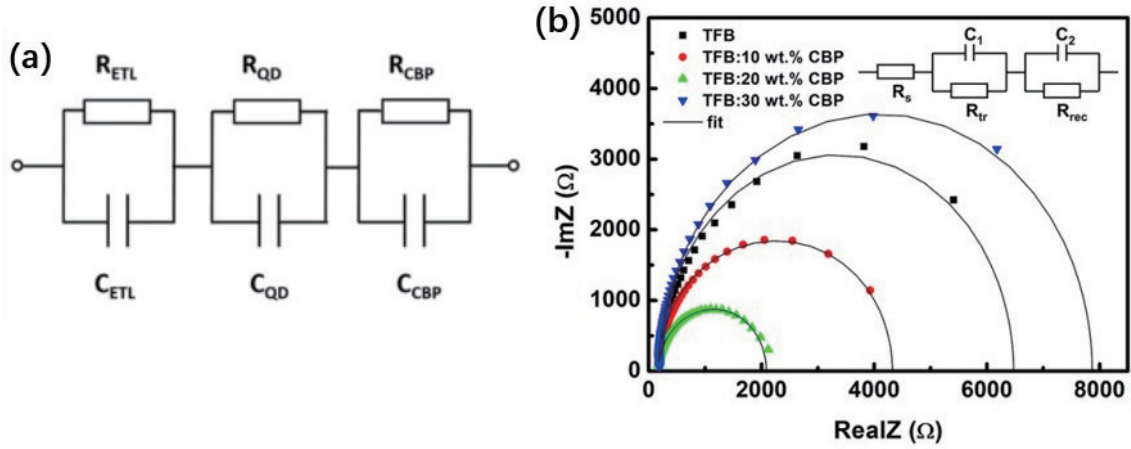 (a)
R_ETL R_QD R_CBP
C_ETL C_QD C_CBP
(b)
5000
4000
3000
2000
1000
0
-ImZ (Ω)
TFB
TFB:10 wt.% CBP
TFB:20 wt.% CBP
TFB:30 wt.% CBP
fit
C_1 C_2
R_s
R_tr R_rec
0 2000 4000 6000 8000
RealZ (Ω)